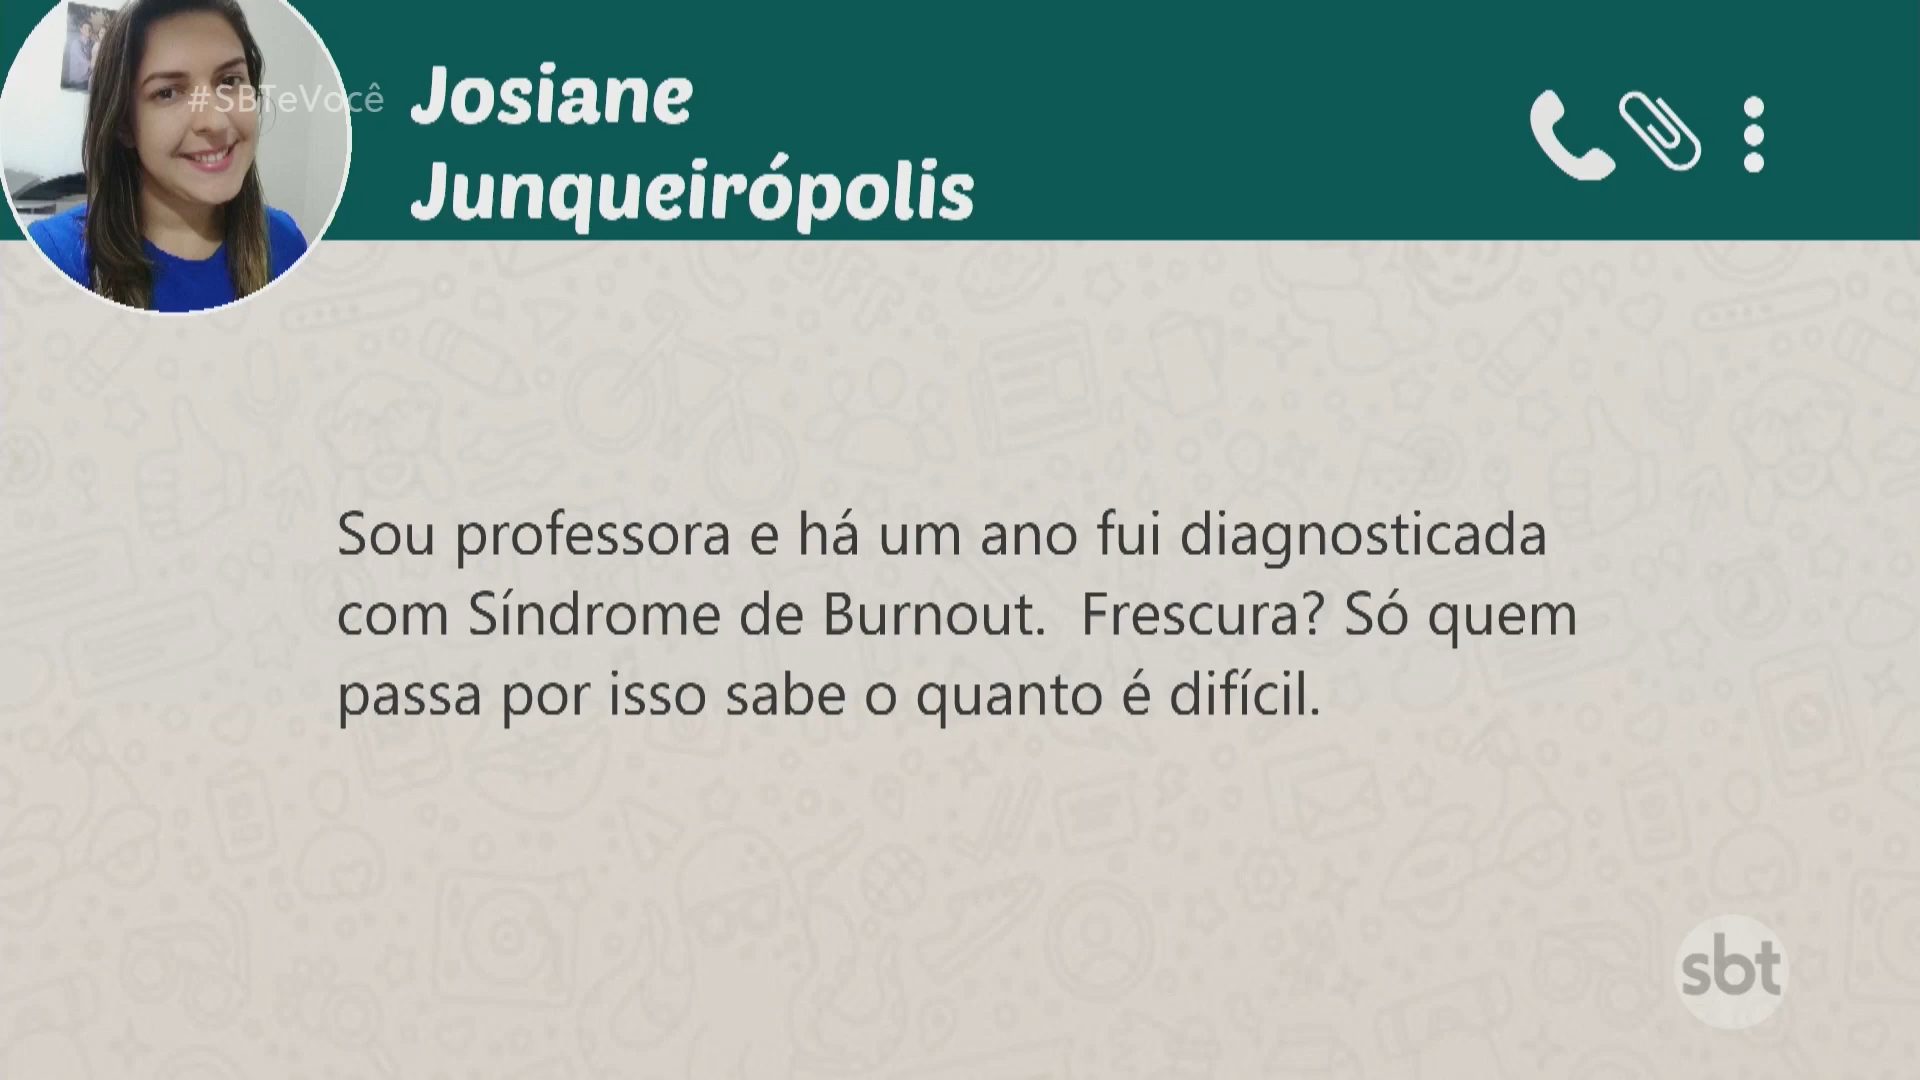 #SBTeVocê
Josiane
Junqueirópolis
Sou professora e há um ano fui diagnosticada
com Síndrome de Burnout.  Frescura? Só quem
passa por isso sabe o quanto é difícil.
sbt